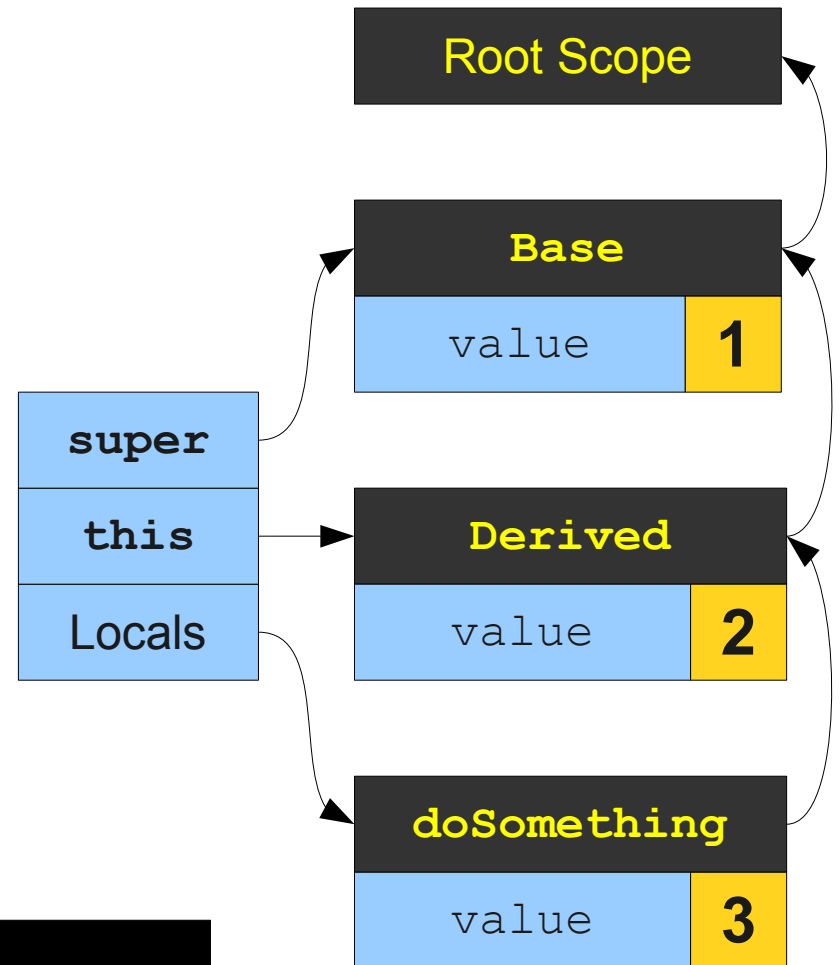 Root Scope
Base
value 1
super
this
Locals
Derived
value 2
doSomething
value 3